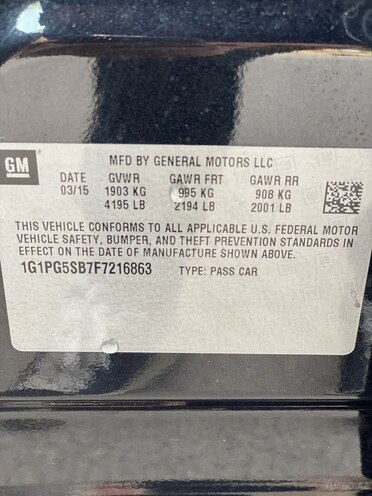 GM
MFD BY GENERAL MOTORS LLC
DATE GVWR GAWR FRT GAWR RR
03/15 1903 KG 995 KG 908 KG
4195 LB 2194 LB 2001 LB
THIS VEHICLE CONFORMS TO ALL APPLICABLE U.S. FEDERAL MOTOR
VEHICLE SAFETY, BUMPER, AND THEFT PREVENTION STANDARDS IN
EFFECT ON THE DATE OF MANUFACTURE SHOWN ABOVE.
1G1PG5SB7F7216863 TYPE: PASS CAR
TURBO.AZ